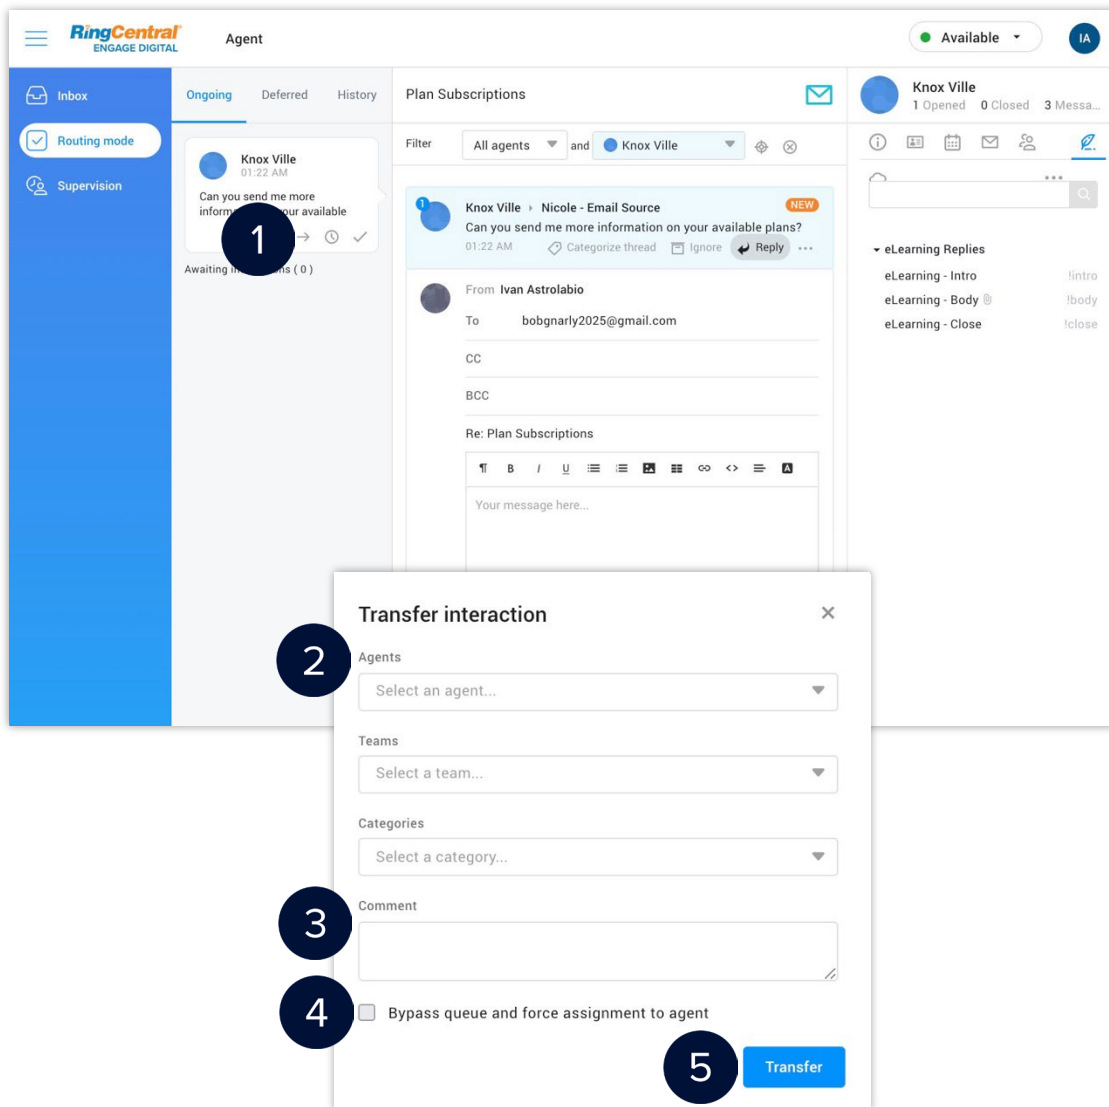 RingCentral®
ENGAGE DIGITAL
Agent
Available
IA
Inbox
Routing mode
Supervision
Ongoing Deferred History
Knox Ville
01:22 AM
Can you send me more
your available
1
Awaiting
( 0 )
Plan Subscriptions
Filter All agents and Knox Ville
1
Knox Ville › Nicole - Email Source NEW
Can you send me more information on your available plans?
01:22 AM Categorize thread Ignore Reply ...
From Ivan Astrolabio
To bobgnarly2025@gmail.com
CC
BCC
Re: Plan Subscriptions
B I U A
Your message here...
Knox Ville
1 Opened 0 Closed 3 Messa...
eLearning Replies
eLearning - Intro !intro
eLearning - Body !body
eLearning - Close !close
Transfer interaction
2
Agents
Select an agent...
Teams
Select a team...
Categories
Select a category...
3
Comment
4
Bypass queue and force assignment to agent
5
Transfer